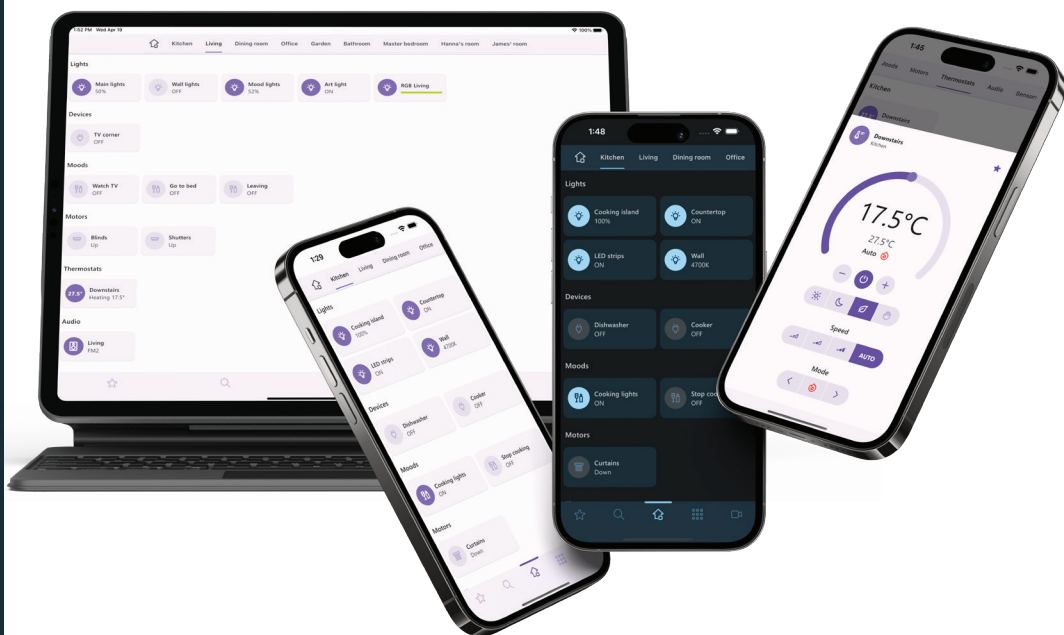 1:52 PM Wed Apr 19
100%
Kitchen Living Dining room Office Garden Bathroom Master bedroom Hanna's room James' room
Lights
Main lights
50%
Wall lights
OFF
Mood lights
52%
Art light
ON
RGB Living
Devices
TV corner
OFF
Moods
Watch TV
OFF
Go to bed
OFF
Leaving
OFF
Motors
Blinds
Up
Shutters
Up
Thermostats
27.5°
Downstairs
Heating 17.5°
Audio
Living
FM2
1:29
Kitchen Living Dining room Office
Lights
Cooking island
100%
Countertop
ON
LED strips
ON
Wall
4700K
Devices
Dishwasher
OFF
Cooker
OFF
Moods
Cooking lights
ON
Stop cooking
OFF
Motors
Curtains
Down
1:48
Kitchen Living Dining room Office
Lights
Cooking island
100%
Countertop
ON
LED strips
ON
Wall
4700K
Devices
Dishwasher
OFF
Cooker
OFF
Moods
Cooking lights
ON
Stop coo
OFF
Motors
Curtains
Down
1:45
Moods Motors Thermostats Audio Sensors
Kitchen
Downstairs
Downstairs
Kitchen
17.5°C
27.5°C
Auto
Speed
AUTO
Mode